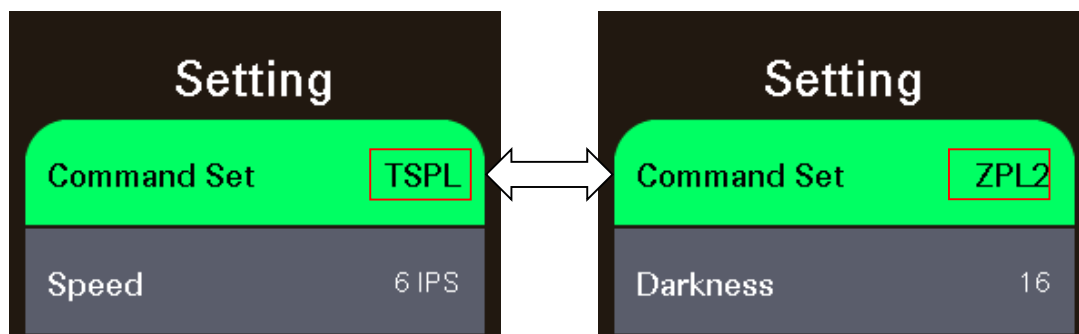 Setting
Command Set TSPL
Speed 6 IPS
Setting
Command Set ZPL2
Darkness 16